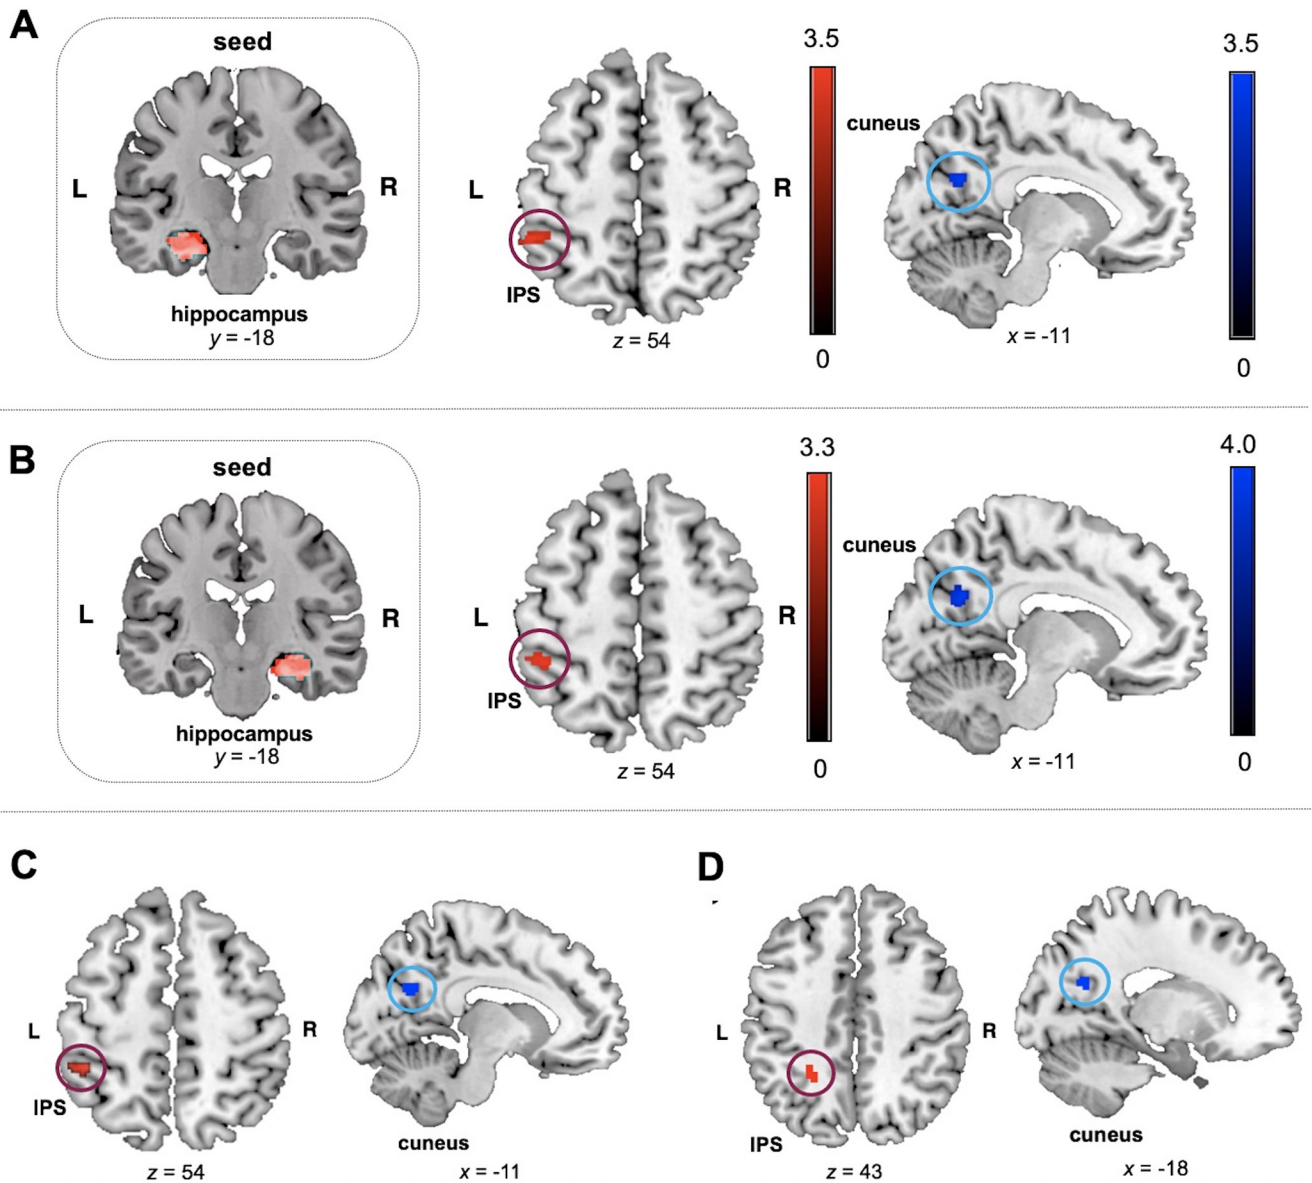 A
seed
L
R
hippocampus
y = -18
L
R
IPS
z = 54
3.5
0
cuneus
x = -11
3.5
0
B
seed
L
R
hippocampus
y = -18
L
R
IPS
z = 54
3.3
0
cuneus
x = -11
4.0
0
C
L
R
IPS
z = 54
cuneus
x = -11
D
L
R
IPS
z = 43
cuneus
x = -18